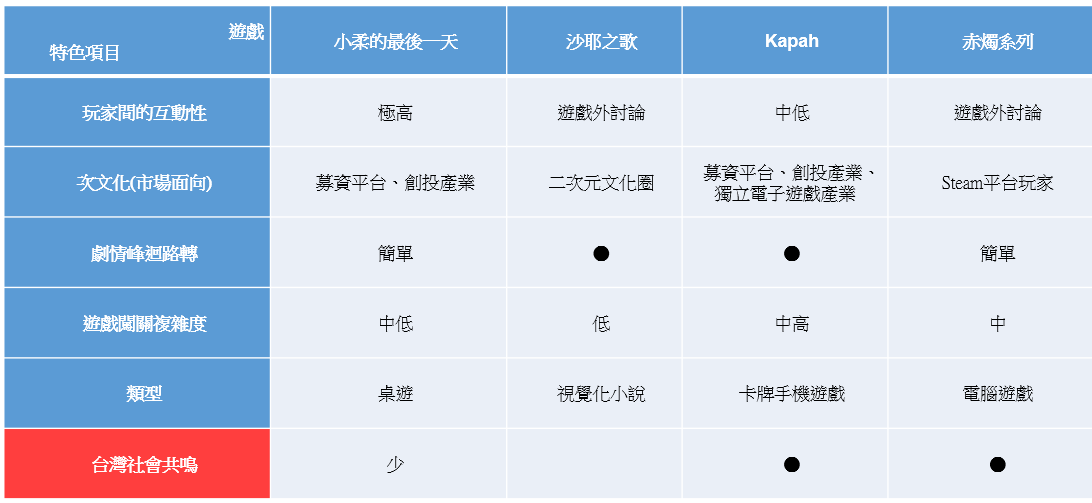 遊戲
特色項目
小柔的最後一天
沙耶之歌
Kapah
赤燭系列
玩家間的互動性
極高
遊戲外討論
中低
遊戲外討論
次文化(市場面向)
募資平台、創投產業
二次元文化圈
募資平台、創投產業、
獨立電子遊戲產業
Steam平台玩家
劇情峰迴路轉
簡單
●
●
簡單
遊戲闖關複雜度
中低
低
中高
中
類型
桌遊
視覺化小說
卡牌手機遊戲
電腦遊戲
台灣社會共鳴
少
●
●